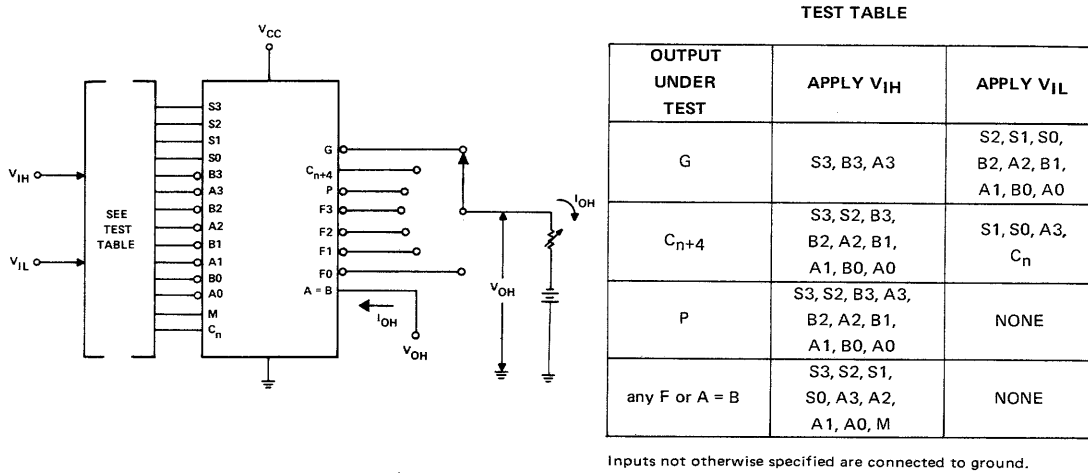 VCC
S3
S2
S1
S0
B3
A3
B2
A2
B1
A1
B0
A0
M
Cn
VIH
VIL
SEE
TEST
TABLE
G
Cn+4
P
F3
F2
F1
F0
A = B
IOH
VOH
VOH
IOH
TEST TABLE
OUTPUT
UNDER
TEST
APPLY VIH
APPLY VIL
G
S3, B3, A3
S2, S1, S0,
B2, A2, B1,
A1, B0, A0
Cn+4
S3, S2, B3,
B2, A2, B1,
A1, B0, A0
S1, S0, A3,
Cn
P
S3, S2, B3, A3,
B2, A2, B1,
A1, B0, A0
NONE
any F or A = B
S3, S2, S1,
S0, A3, A2,
A1, A0, M
NONE
Inputs not otherwise specified are connected to ground.